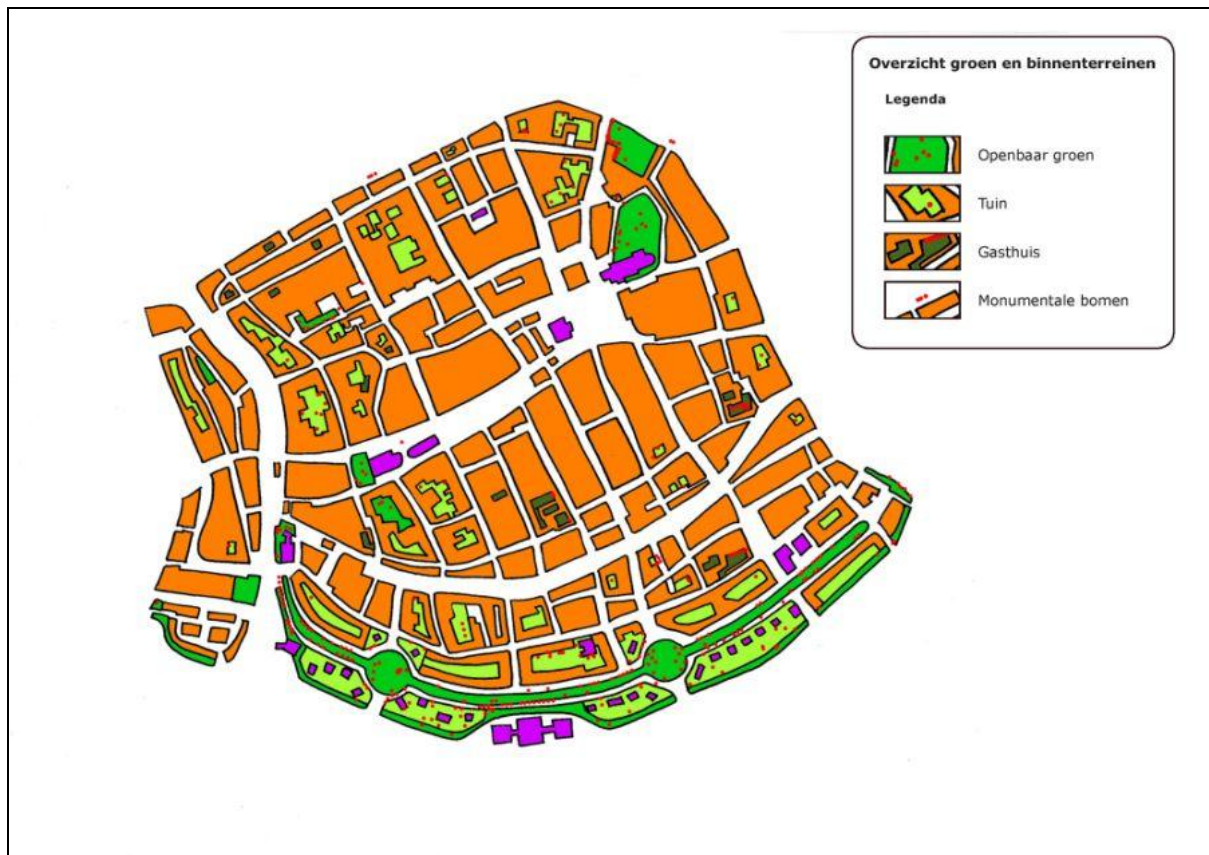 Overzicht groen en binnenterreinen
Legenda
Openbaar groen
Tuin
Gasthuis
Monumentale bomen